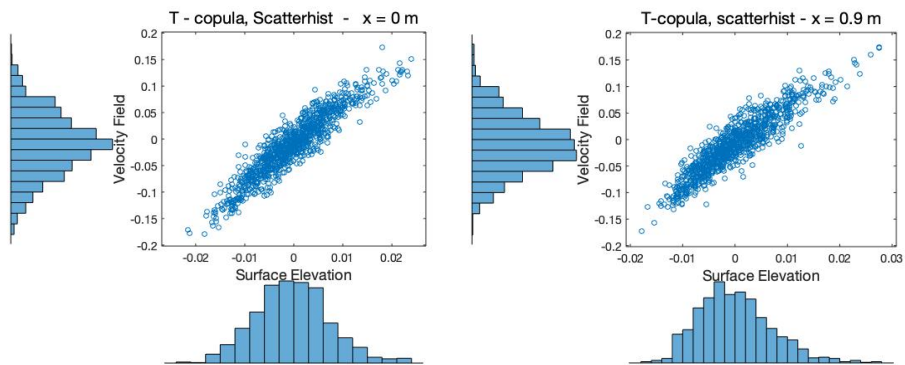 T - copula, Scatterhist - x = 0 m
0.2
0.15
0.1
0.05
0
-0.05
-0.1
-0.15
-0.2
Velocity Field
-0.02 -0.01 0 0.01 0.02
Surface Elevation
T-copula, scatterhist - x = 0.9 m
0.2
0.15
0.1
0.05
0
-0.05
-0.1
-0.15
-0.2
Velocity Field
-0.02 -0.01 0 0.01 0.02 0.03
Surface Elevation